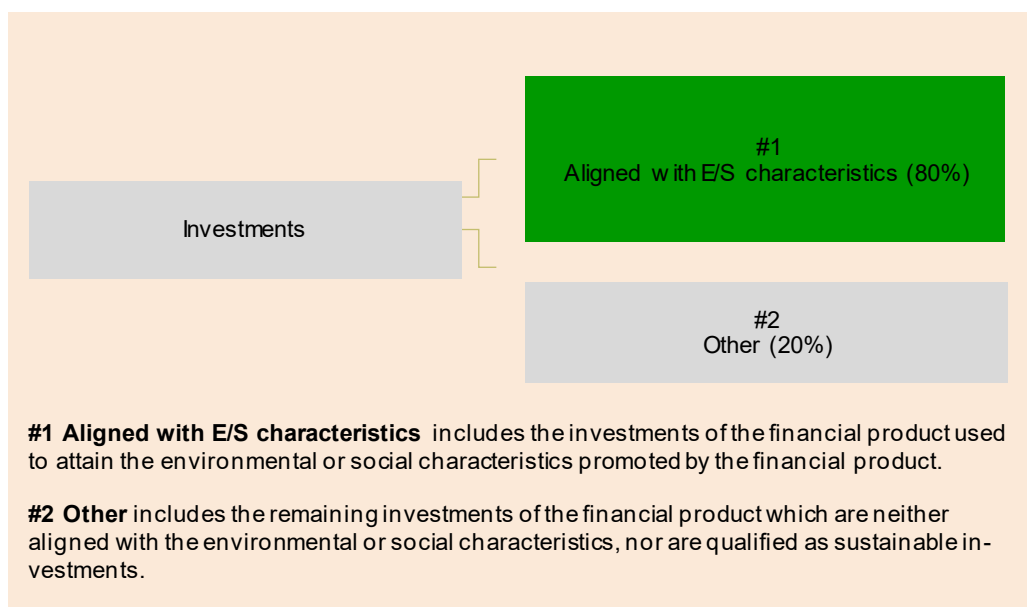 #1
Aligned with E/S characteristics (80%)
Investments
#2
Other (20%)
#1 Aligned with E/S characteristics includes the investments of the financial product used
to attain the environmental or social characteristics promoted by the financial product.
#2 Other includes the remaining investments of the financial product which are neither
aligned with the environmental or social characteristics, nor are qualified as sustainable in-
vestments.